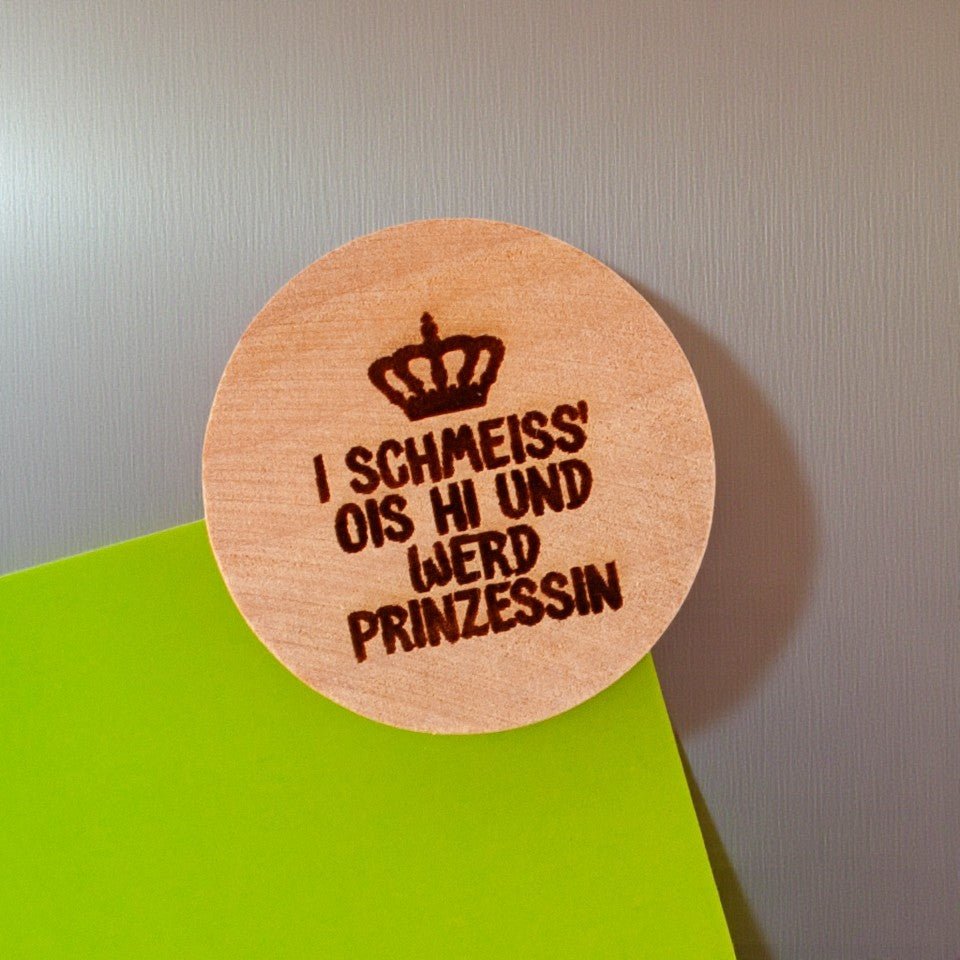 I SCHMEISS'
OIS HI UND
WERD
PRINZESSIN